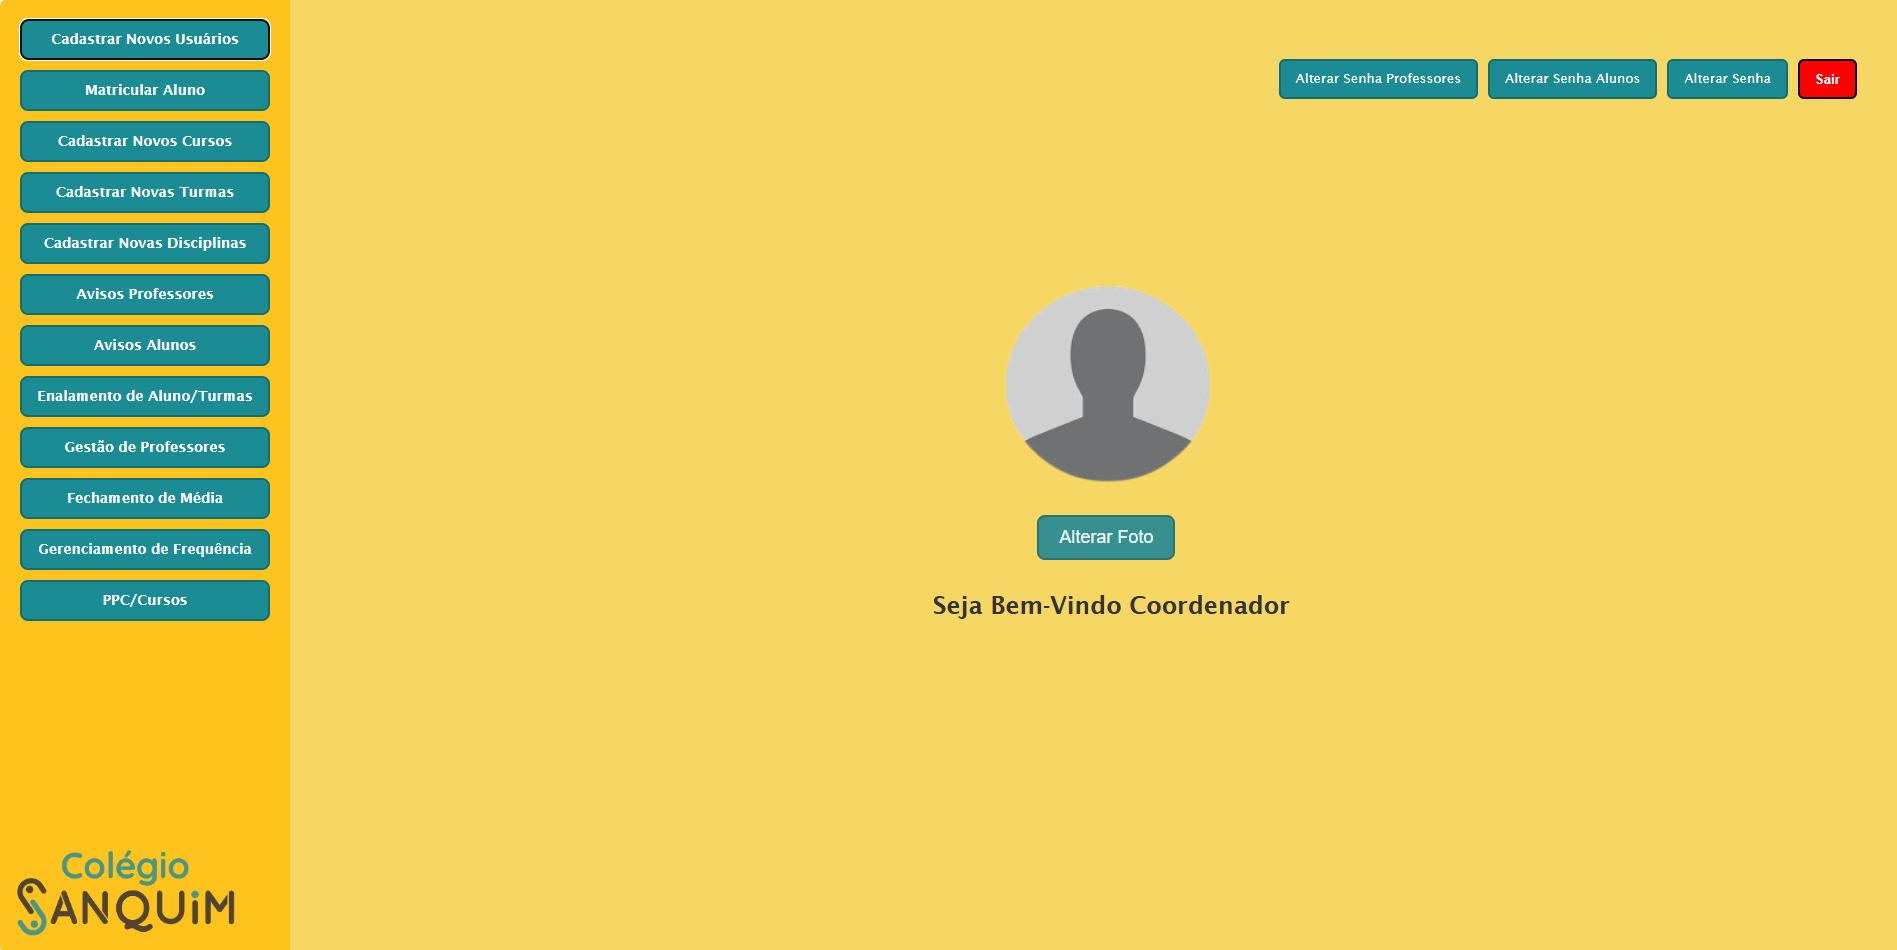 Cadastrar Novos Usuários
Matricular Aluno
Cadastrar Novos Cursos
Cadastrar Novas Turmas
Cadastrar Novas Disciplinas
Avisos Professores
Avisos Alunos
Enalamento de Aluno/Turmas
Gestão de Professores
Fechamento de Média
Gerenciamento de Frequência
PPC/Cursos
Colégio
SANQUiM
Alterar Senha Professores
Alterar Senha Alunos
Alterar Senha
Sair
Alterar Foto
Seja Bem-Vindo Coordenador